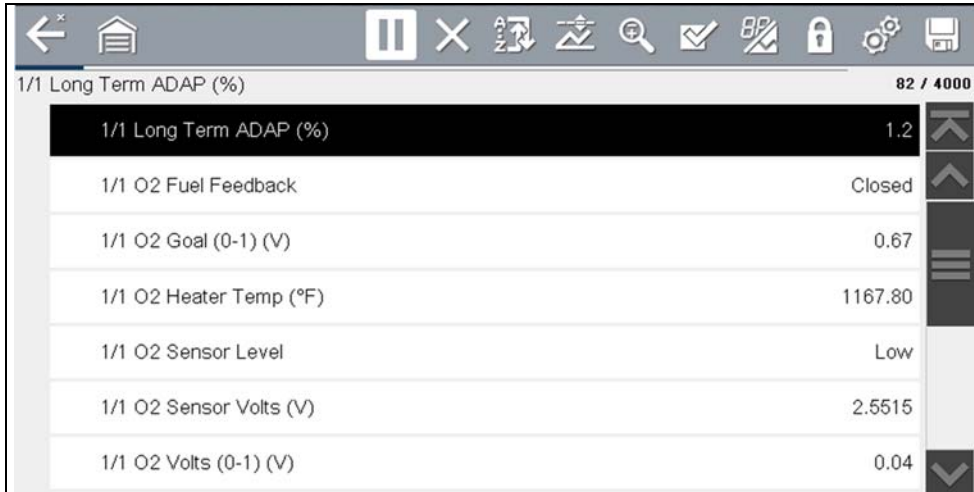 1/1 Long Term ADAP (%) 82 / 4000
1/1 Long Term ADAP (%) 1.2
1/1 O2 Fuel Feedback Closed
1/1 O2 Goal (0-1) (V) 0.67
1/1 O2 Heater Temp (°F) 1167.80
1/1 O2 Sensor Level Low
1/1 O2 Sensor Volts (V) 2.5515
1/1 O2 Volts (0-1) (V) 0.04